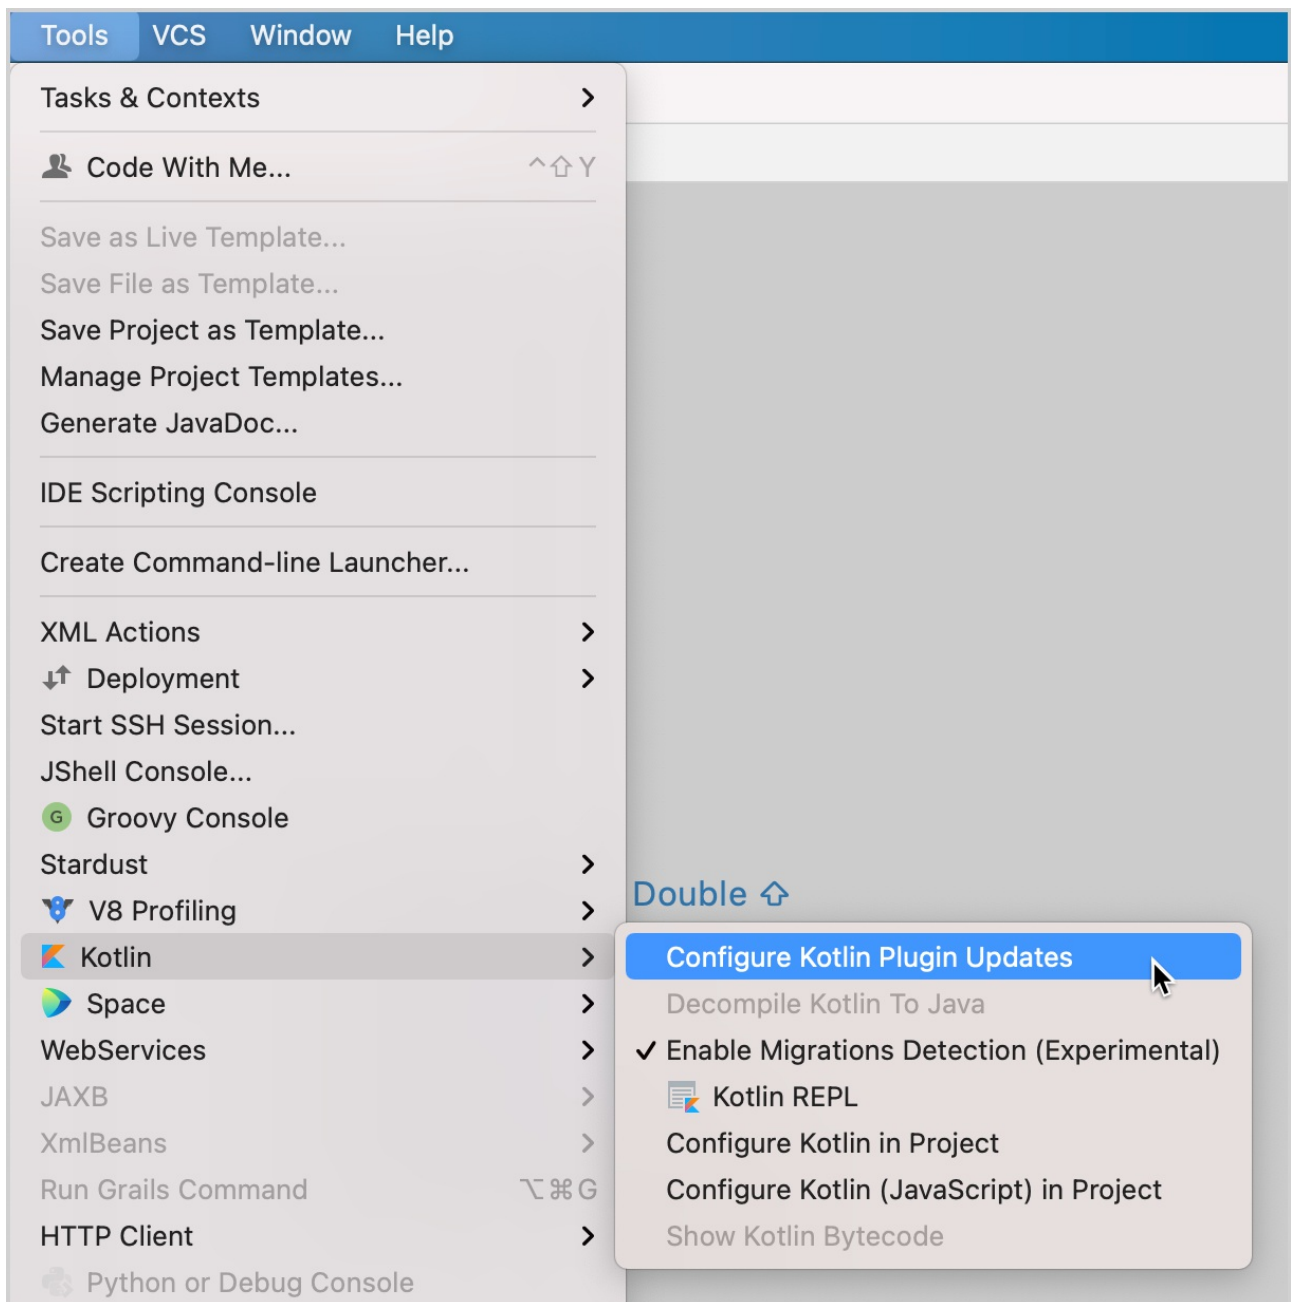 Tools VCS Window Help
Tasks & Contexts
Code With Me... ^⇧Y
Save as Live Template...
Save File as Template...
Save Project as Template...
Manage Project Templates...
Generate JavaDoc...
IDE Scripting Console
Create Command-line Launcher...
XML Actions
Deployment
Start SSH Session...
JShell Console...
G Groovy Console
Stardust
Double ⇧
V8 Profiling
Kotlin
Space
WebServices
JAXB
XmlBeans
Run Grails Command ⌥⌘G
HTTP Client
Python or Debug Console
Configure Kotlin Plugin Updates
Decompile Kotlin To Java
✓ Enable Migrations Detection (Experimental)
Kotlin REPL
Configure Kotlin in Project
Configure Kotlin (JavaScript) in Project
Show Kotlin Bytecode